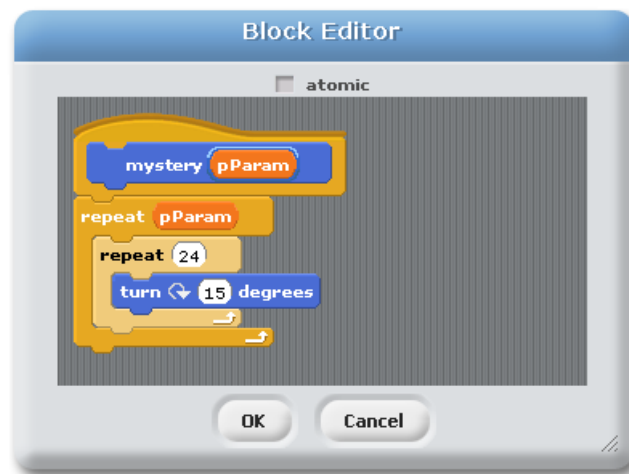 Block Editor
atomic
mystery pParam
repeat pParam
repeat 24
turn 15 degrees
OK Cancel